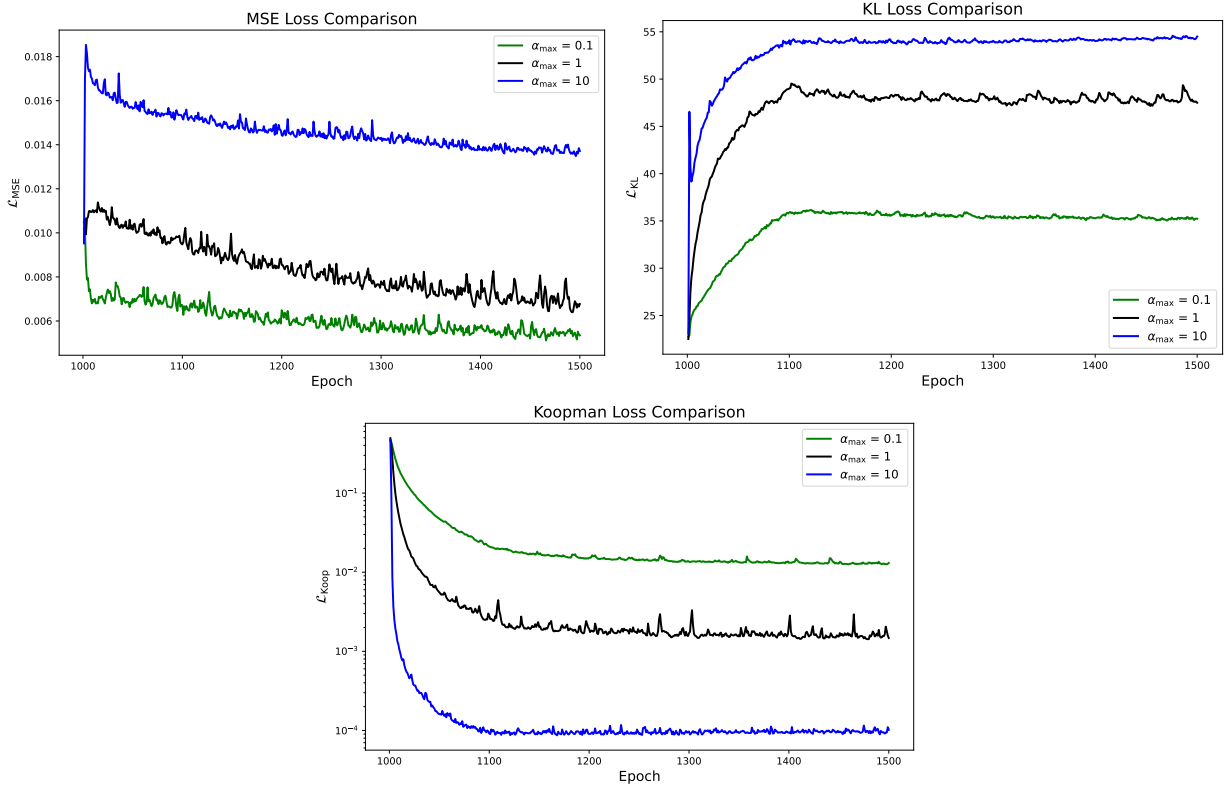 MSE Loss Comparison
0.018
0.016
0.014
0.012
0.010
0.008
0.006
1000
1100
1200
1300
1400
1500
Epoch
ℒMSE
αmax = 0.1
αmax = 1
αmax = 10
KL Loss Comparison
55
50
45
40
35
30
25
1000
1100
1200
1300
1400
1500
Epoch
ℒKL
αmax = 0.1
αmax = 1
αmax = 10
Koopman Loss Comparison
10⁻¹
10⁻²
10⁻³
10⁻⁴
1000
1100
1200
1300
1400
1500
Epoch
ℒKoop
αmax = 0.1
αmax = 1
αmax = 10